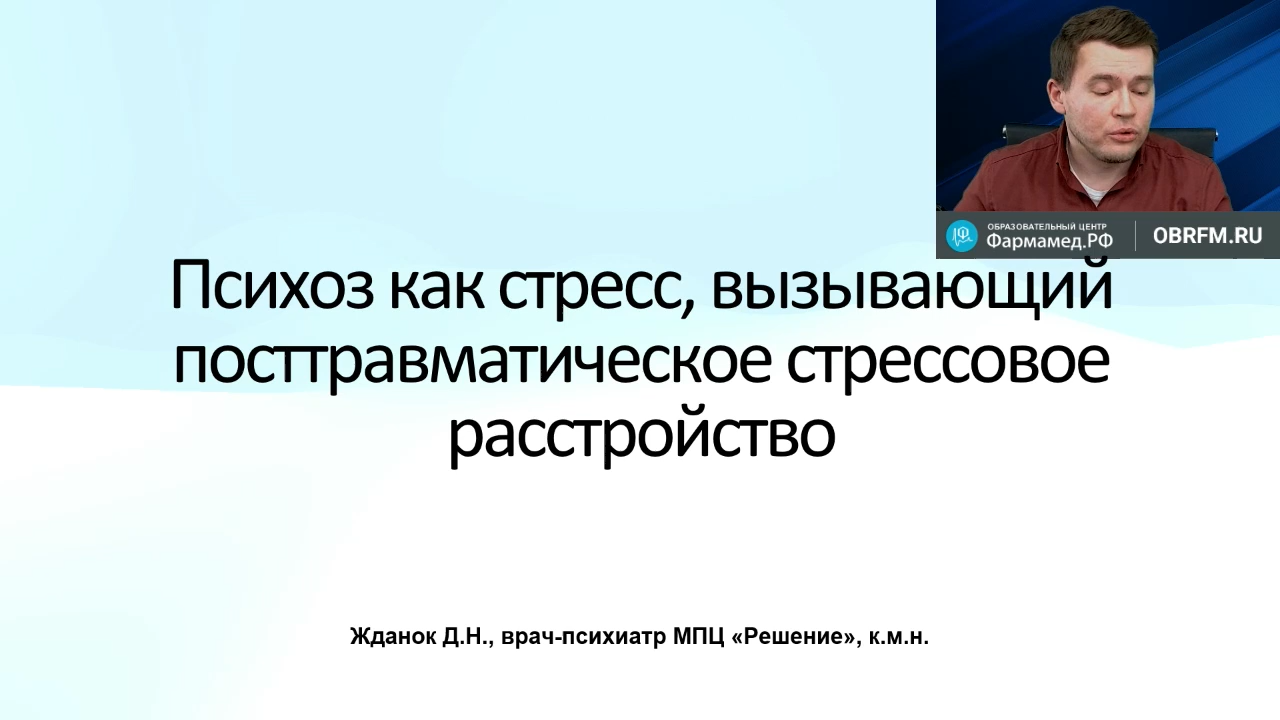 ОБРАЗОВАТЕЛЬНЫЙ ЦЕНТР
Фармамед.РФ
OBRFM.RU
Психоз как стресс, вызывающий
посттравматическое стрессовое
расстройство
Жданок Д.Н., врач-психиатр МПЦ «Решение», к.м.н.